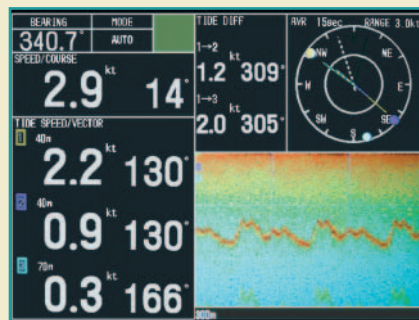 BEARING MODE
340.7° AUTO
SPEED/COURSE
2.9 kt 14°
TIDE SPEED/VECTOR
1 40m
2.2 kt 130°
2 40m
0.9 kt 130°
3 70m
0.3 kt 166°
TIDE DIFF
1→2
1.2 kt 309°
1→3
2.0 kt 305°
AVR 15sec RANGE 3.0kt
N
NW NE
W E
SW SE
S
300m